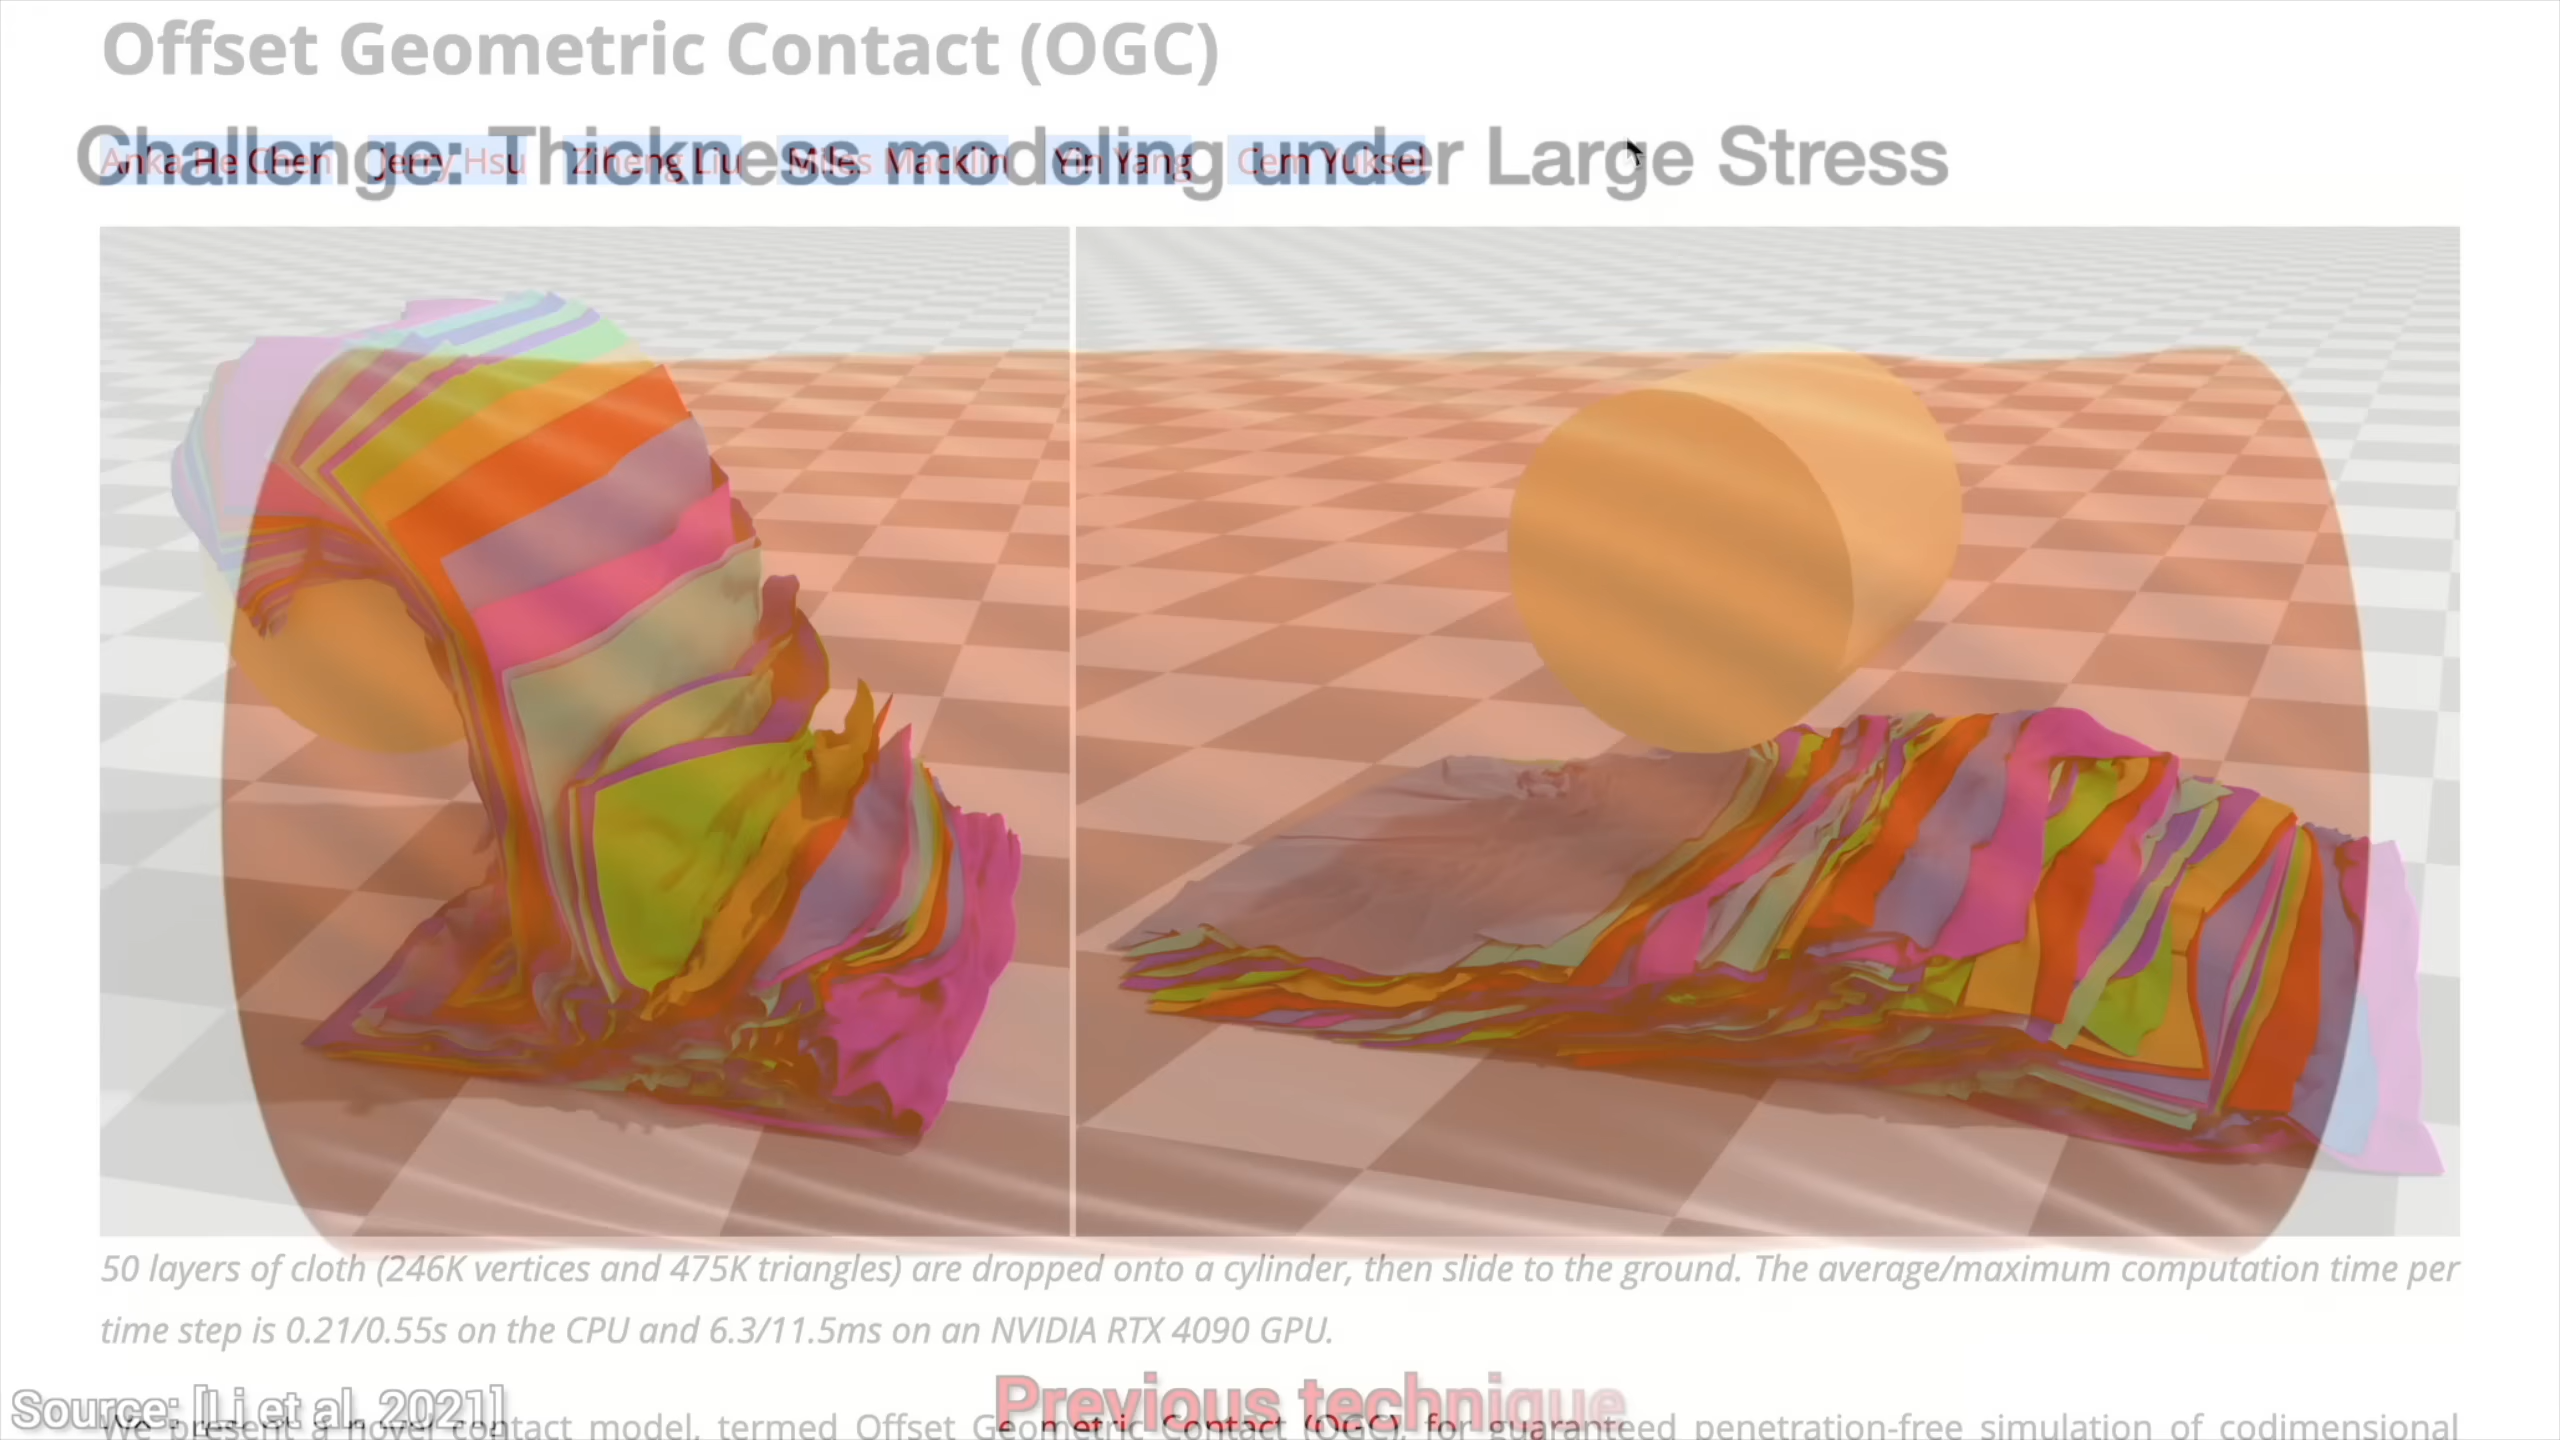 Offset Geometric Contact (OGC)
Challenge: Thickness modeling under Large Stress
Anka He Chen Jerry Hsu Ziheng Liu Miles Macklin Yin Yang Cem Yuksel
50 layers of cloth (246K vertices and 475K triangles) are dropped onto a cylinder, then slide to the ground. The average/maximum computation time per
time step is 0.21/0.55s on the CPU and 6.3/11.5ms on an NVIDIA RTX 4090 GPU.
Previous technique
Source: [Li et al. 2021]
We present a novel contact model, termed Offset Geometric Contact (OGC), for guaranteed penetration-free simulation of codimensional